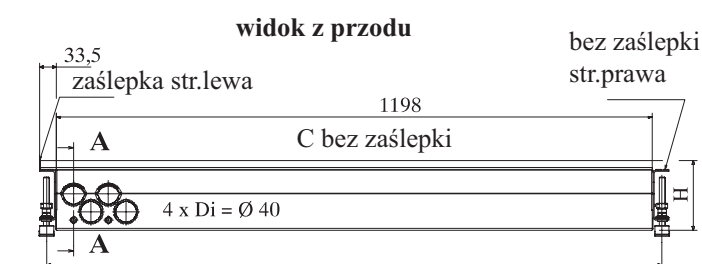 widok z przodu
33,5
zaślepka str.lewa
bez zaślepki
str.prawa
1198
A
C bez zaślepki
H
4 x Di = Ø 40
A